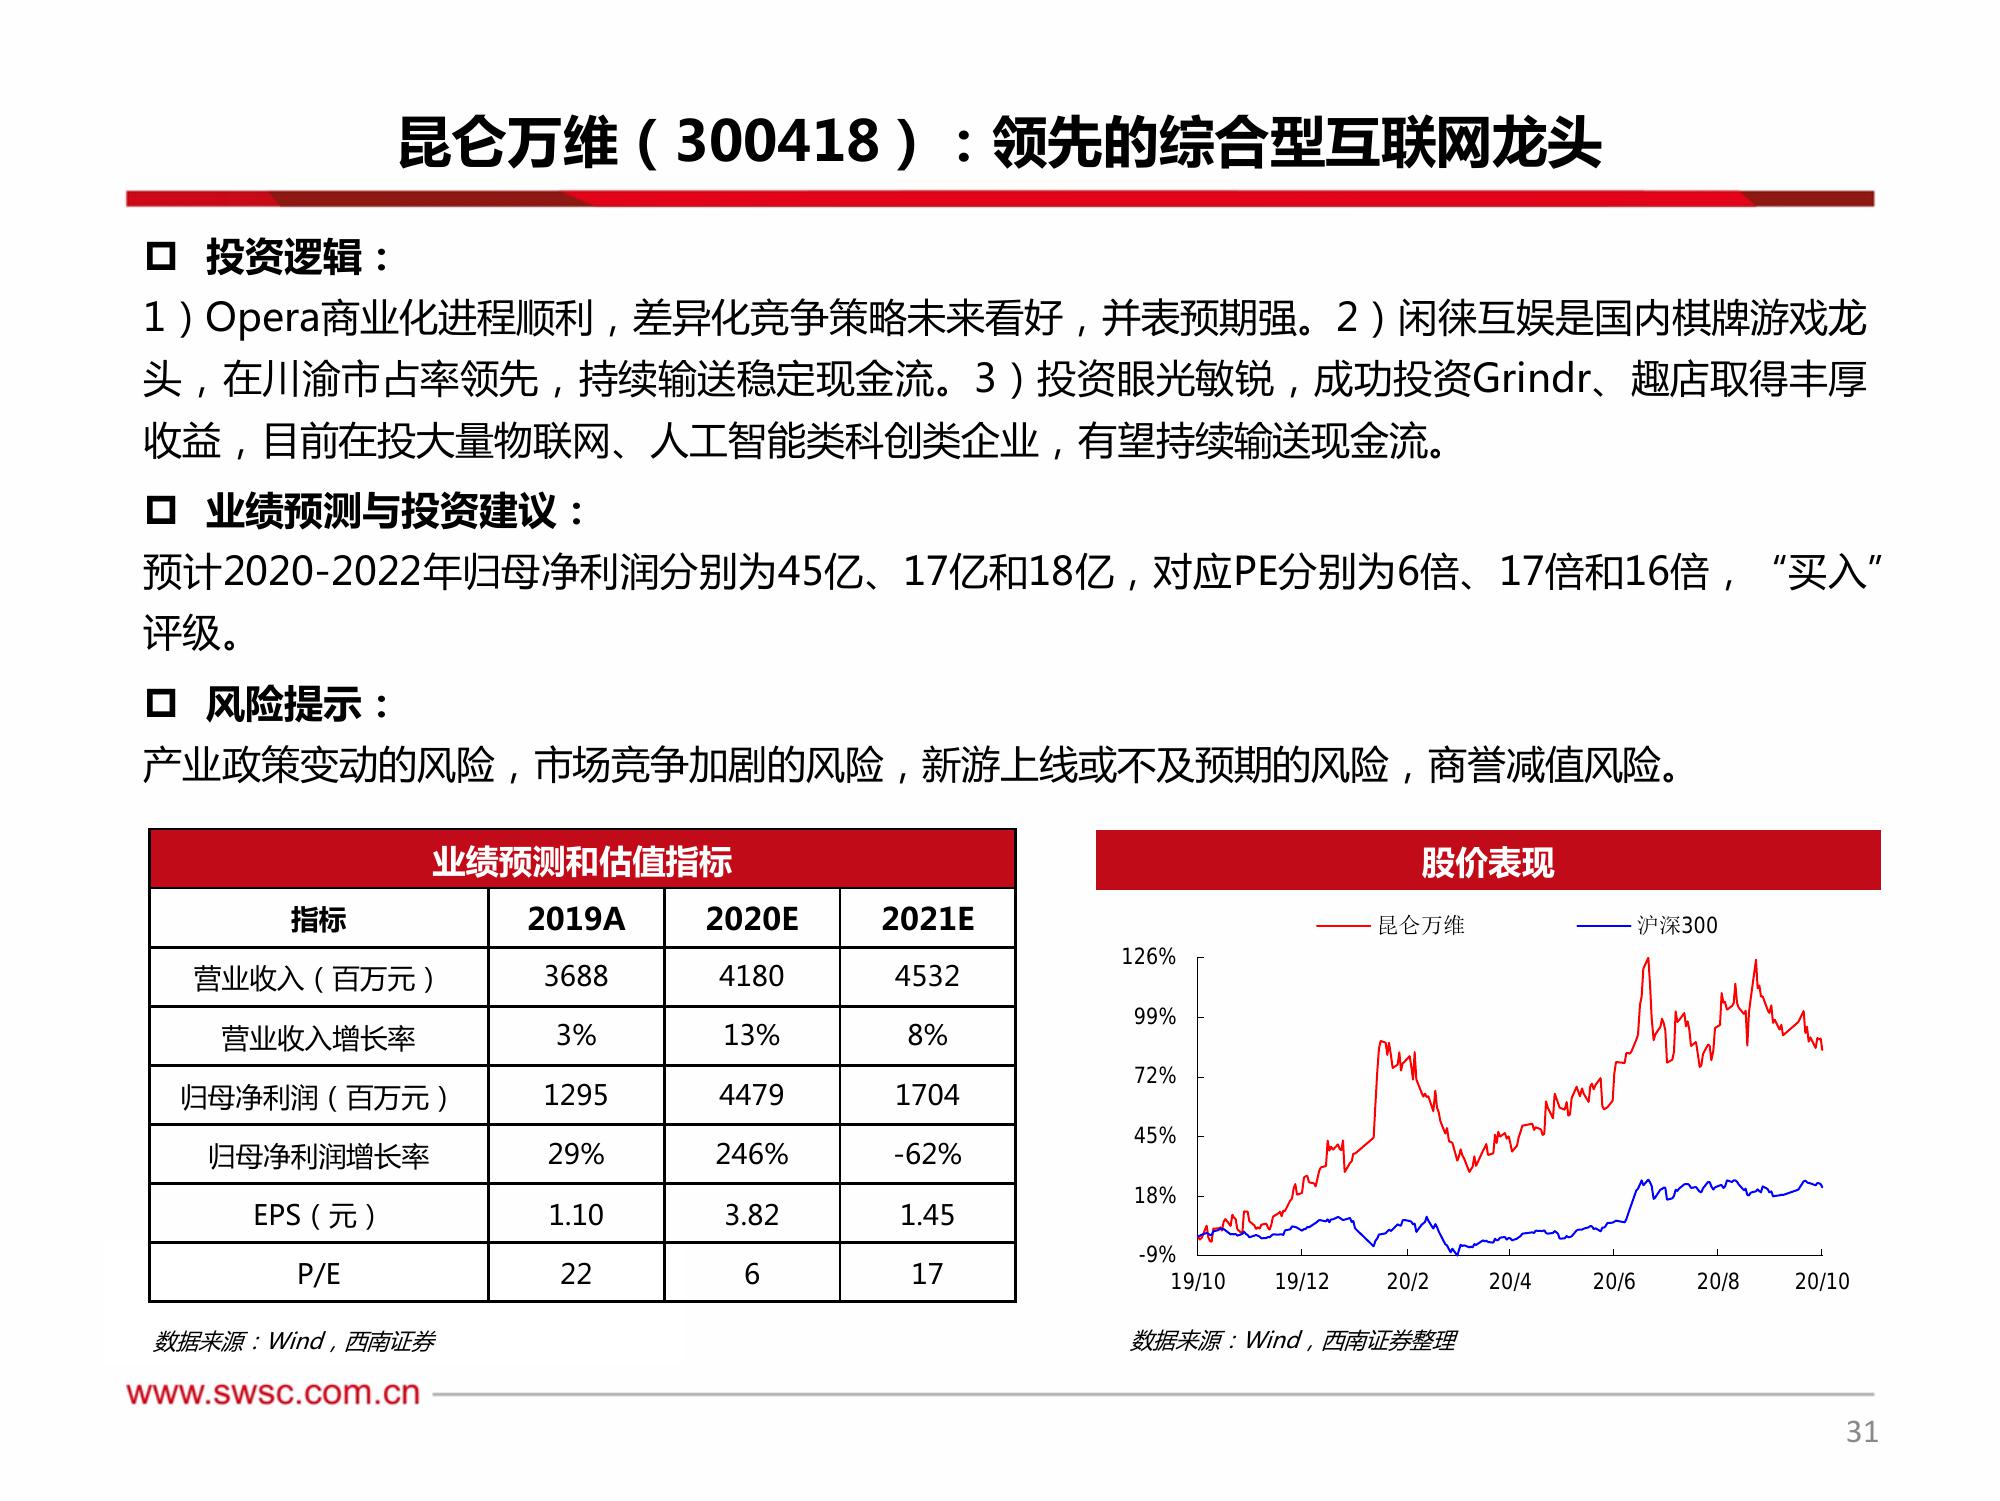 昆仑万维（300418）：领先的综合型互联网龙头
投资逻辑：
1）Opera商业化进程顺利，差异化竞争策略未来看好，并表预期强。2）闲徕互娱是国内棋牌游戏龙
头，在川渝市占率领先，持续输送稳定现金流。3）投资眼光敏锐，成功投资Grindr、趣店取得丰厚
收益，目前在投大量物联网、人工智能类科创类企业，有望持续输送现金流。
业绩预测与投资建议：
预计2020-2022年归母净利润分别为45亿、17亿和18亿，对应PE分别为6倍、17倍和16倍，“买入”
评级。
风险提示：
产业政策变动的风险，市场竞争加剧的风险，新游上线或不及预期的风险，商誉减值风险。
业绩预测和估值指标
指标 2019A 2020E 2021E
营业收入（百万元） 3688 4180 4532
营业收入增长率 3% 13% 8%
归母净利润（百万元） 1295 4479 1704
归母净利润增长率 29% 246% -62%
EPS（元） 1.10 3.82 1.45
P/E 22 6 17
数据来源：Wind，西南证券
股价表现
昆仑万维 沪深300
126%
99%
72%
45%
18%
-9%
19/10 19/12 20/2 20/4 20/6 20/8 20/10
数据来源：Wind，西南证券整理
www.swsc.com.cn
31